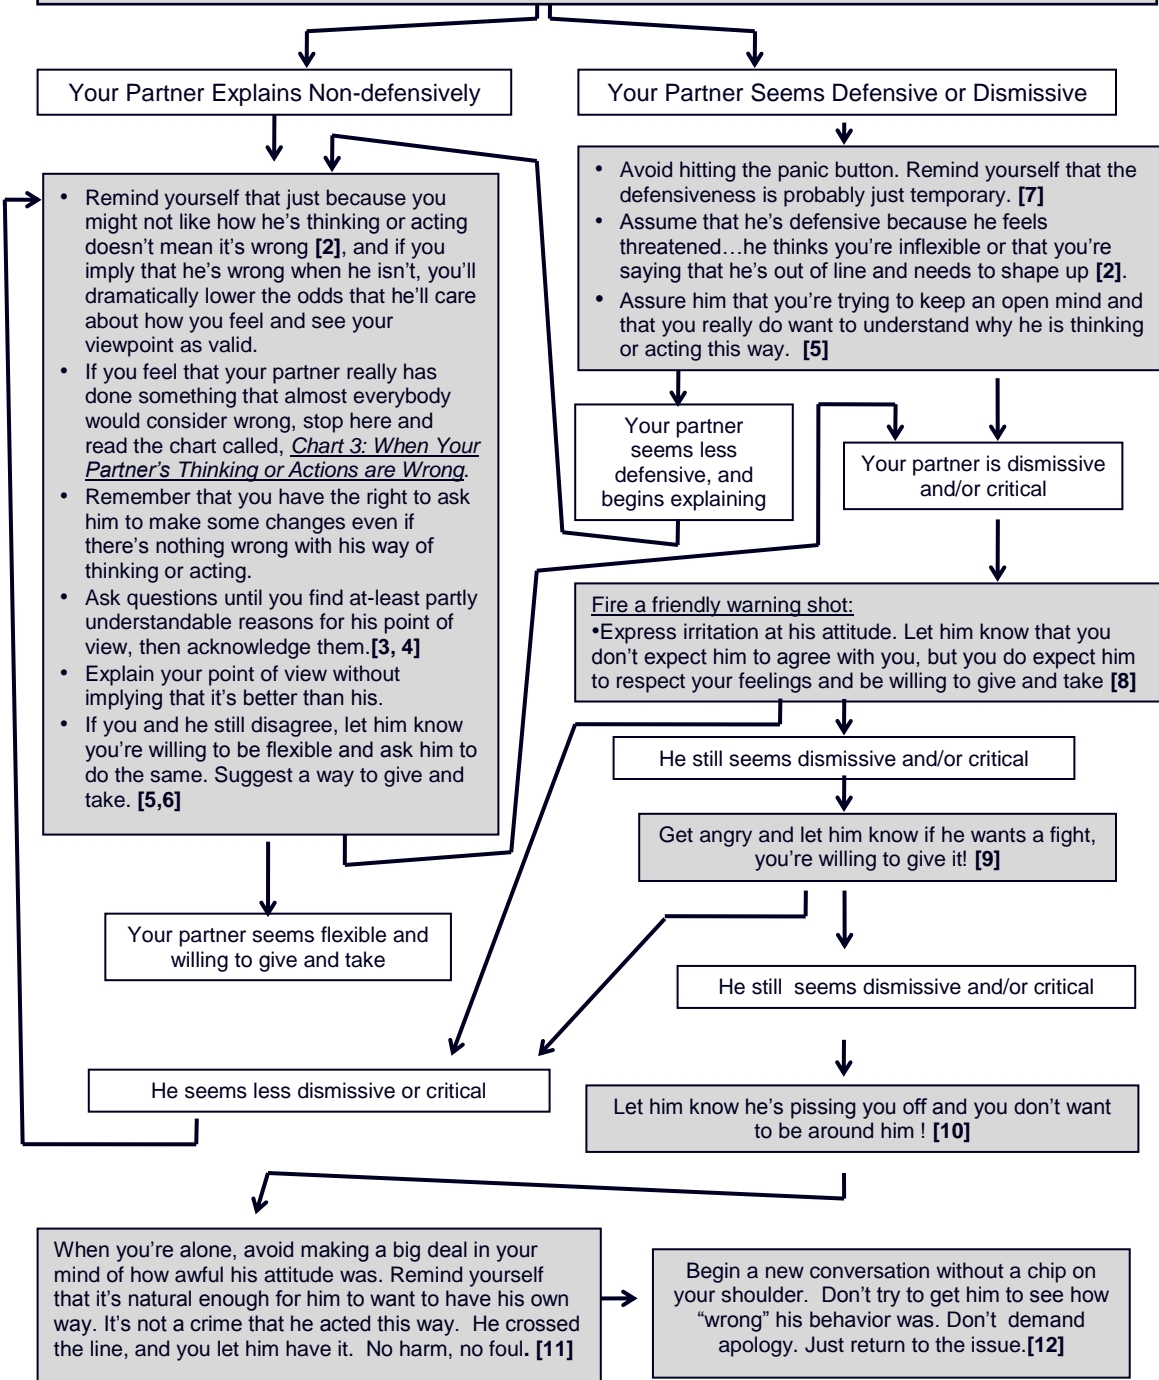 Your Partner Explains Non-defensively
Your Partner Seems Defensive or Dismissive
• Remind yourself that just because you
might not like how he’s thinking or acting
doesn’t mean it’s wrong [2], and if you
imply that he’s wrong when he isn’t, you’ll
dramatically lower the odds that he’ll care
about how you feel and see your
viewpoint as valid.
• If you feel that your partner really has
done something that almost everybody
would consider wrong, stop here and
read the chart called, Chart 3: When Your
Partner’s Thinking or Actions are Wrong.
• Remember that you have the right to ask
him to make some changes even if
there’s nothing wrong with his way of
thinking or acting.
• Ask questions until you find at-least partly
understandable reasons for his point of
view, then acknowledge them.[3, 4]
• Explain your point of view without
implying that it’s better than his.
• If you and he still disagree, let him know
you’re willing to be flexible and ask him to
do the same. Suggest a way to give and
take. [5,6]
• Avoid hitting the panic button. Remind yourself that the
defensiveness is probably just temporary. [7]
• Assume that he’s defensive because he feels
threatened…he thinks you’re inflexible or that you’re
saying that he’s out of line and needs to shape up [2].
• Assure him that you’re trying to keep an open mind and
that you really do want to understand why he is thinking
or acting this way. [5]
Your partner
seems less
defensive, and
begins explaining
Your partner is dismissive
and/or critical
Fire a friendly warning shot:
•Express irritation at his attitude. Let him know that you
don’t expect him to agree with you, but you do expect him
to respect your feelings and be willing to give and take [8]
He still seems dismissive and/or critical
Get angry and let him know if he wants a fight,
you’re willing to give it! [9]
Your partner seems flexible and
willing to give and take
He still seems dismissive and/or critical
He seems less dismissive or critical
Let him know he’s pissing you off and you don’t want
to be around him ! [10]
When you’re alone, avoid making a big deal in your
mind of how awful his attitude was. Remind yourself
that it’s natural enough for him to want to have his own
way. It’s not a crime that he acted this way. He crossed
the line, and you let him have it. No harm, no foul. [11]
Begin a new conversation without a chip on
your shoulder. Don’t try to get him to see how
“wrong” his behavior was. Don’t demand
apology. Just return to the issue.[12]